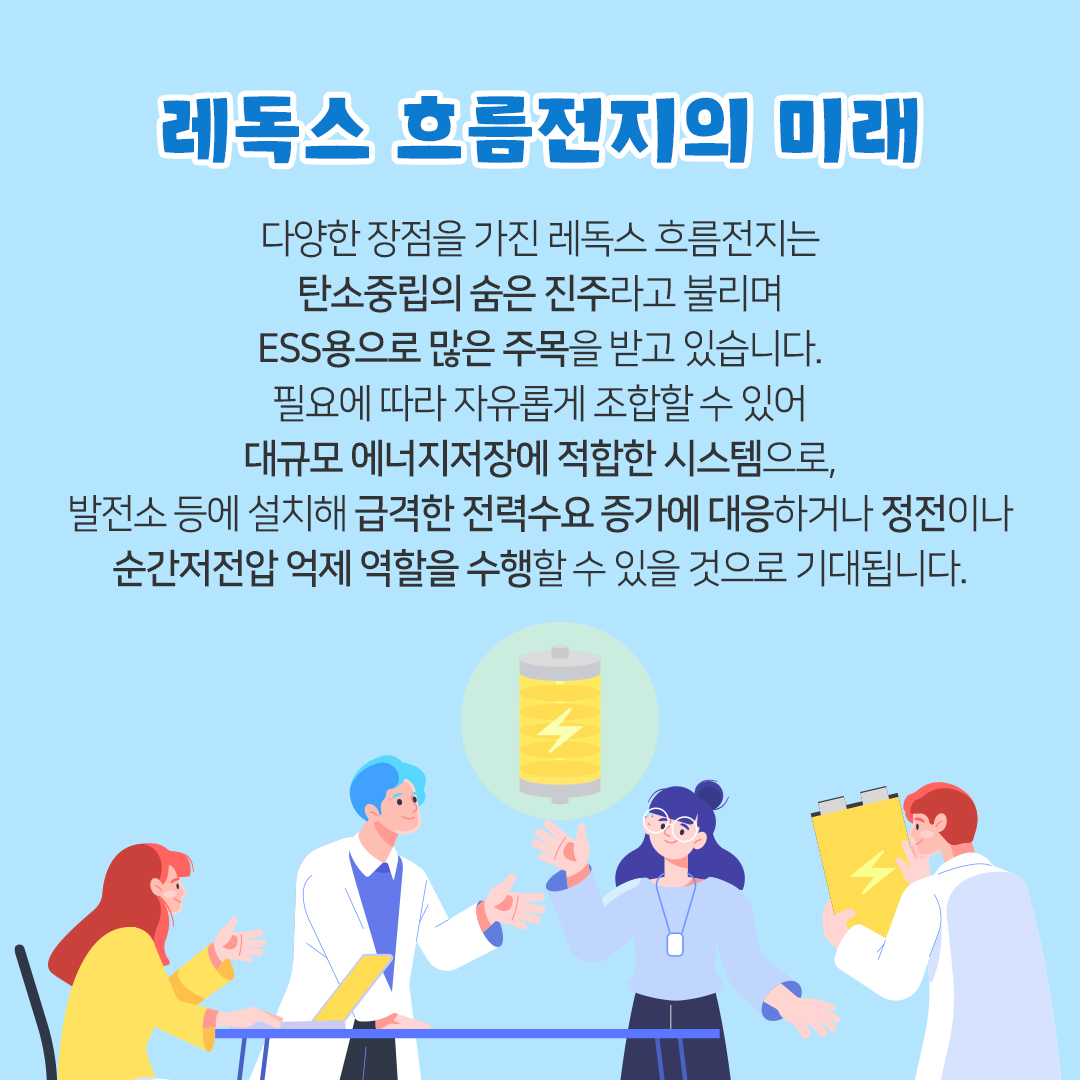 레독스 흐름전지의 미래
다양한 장점을 가진 레독스 흐름전지는
탄소중립의 숨은 진주라고 불리며
ESS용으로 많은 주목을 받고 있습니다.
필요에 따라 자유롭게 조합할 수 있어
대규모 에너지저장에 적합한 시스템으로,
발전소 등에 설치해 급격한 전력수요 증가에 대응하거나 정전이나
순간저전압 억제 역할을 수행할 수 있을 것으로 기대됩니다.